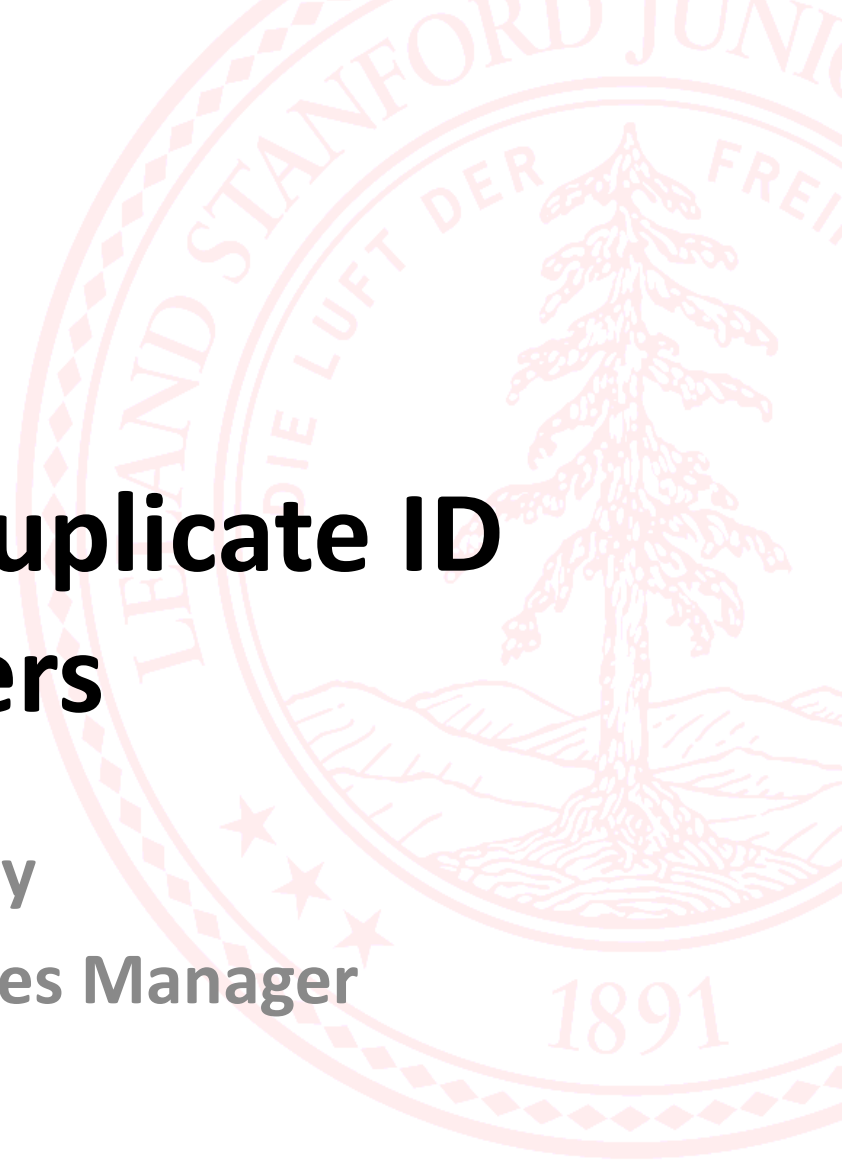 STANFORD JUNI
DIE LUFT DER FREI
LELAND
uplicate ID
ers
y
es Manager
1891